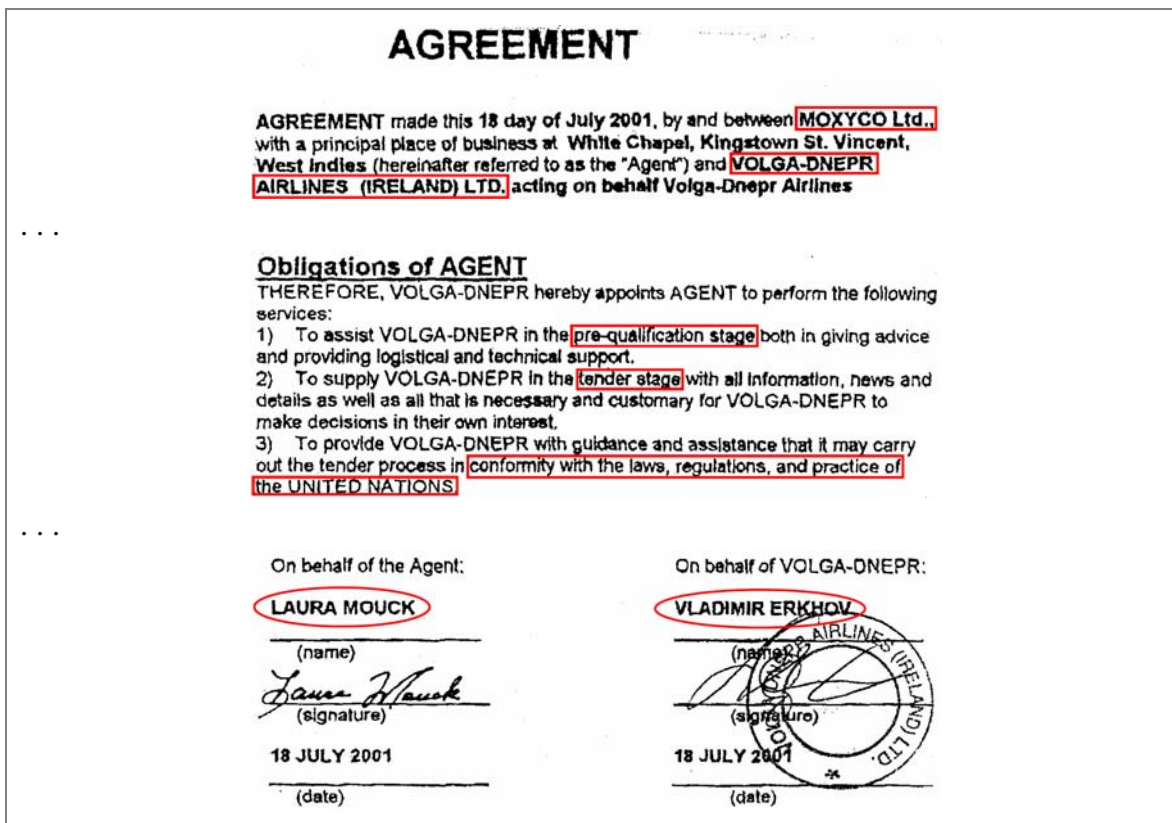 AGREEMENT
AGREEMENT made this 18 day of July 2001, by and between MOXYCO Ltd.,
with a principal place of business at White Chapel, Kingstown St. Vincent,
West Indies (hereinafter referred to as the "Agent") and VOLGA-DNEPR
AIRLINES (IRELAND) LTD. acting on behalf Volga-Dnepr Airlines
. . .
Obligations of AGENT
THEREFORE, VOLGA-DNEPR hereby appoints AGENT to perform the following
services:
1) To assist VOLGA-DNEPR in the pre-qualification stage both in giving advice
and providing logistical and technical support.
2) To supply VOLGA-DNEPR in the tender stage with all information, news and
details as well as all that is necessary and customary for VOLGA-DNEPR to
make decisions in their own interest.
3) To provide VOLGA-DNEPR with guidance and assistance that it may carry
out the tender process in conformity with the laws, regulations, and practice of
the UNITED NATIONS
. . .
On behalf of the Agent:
LAURA MOUCK
(name)
Laura Mouck
(signature)
18 JULY 2001
(date)
On behalf of VOLGA-DNEPR:
VLADIMIR ERKHOV
(name)
(signature)
18 JULY 2001
(date)
VOLGA-DNEPR AIRLINES (IRELAND) LTD.